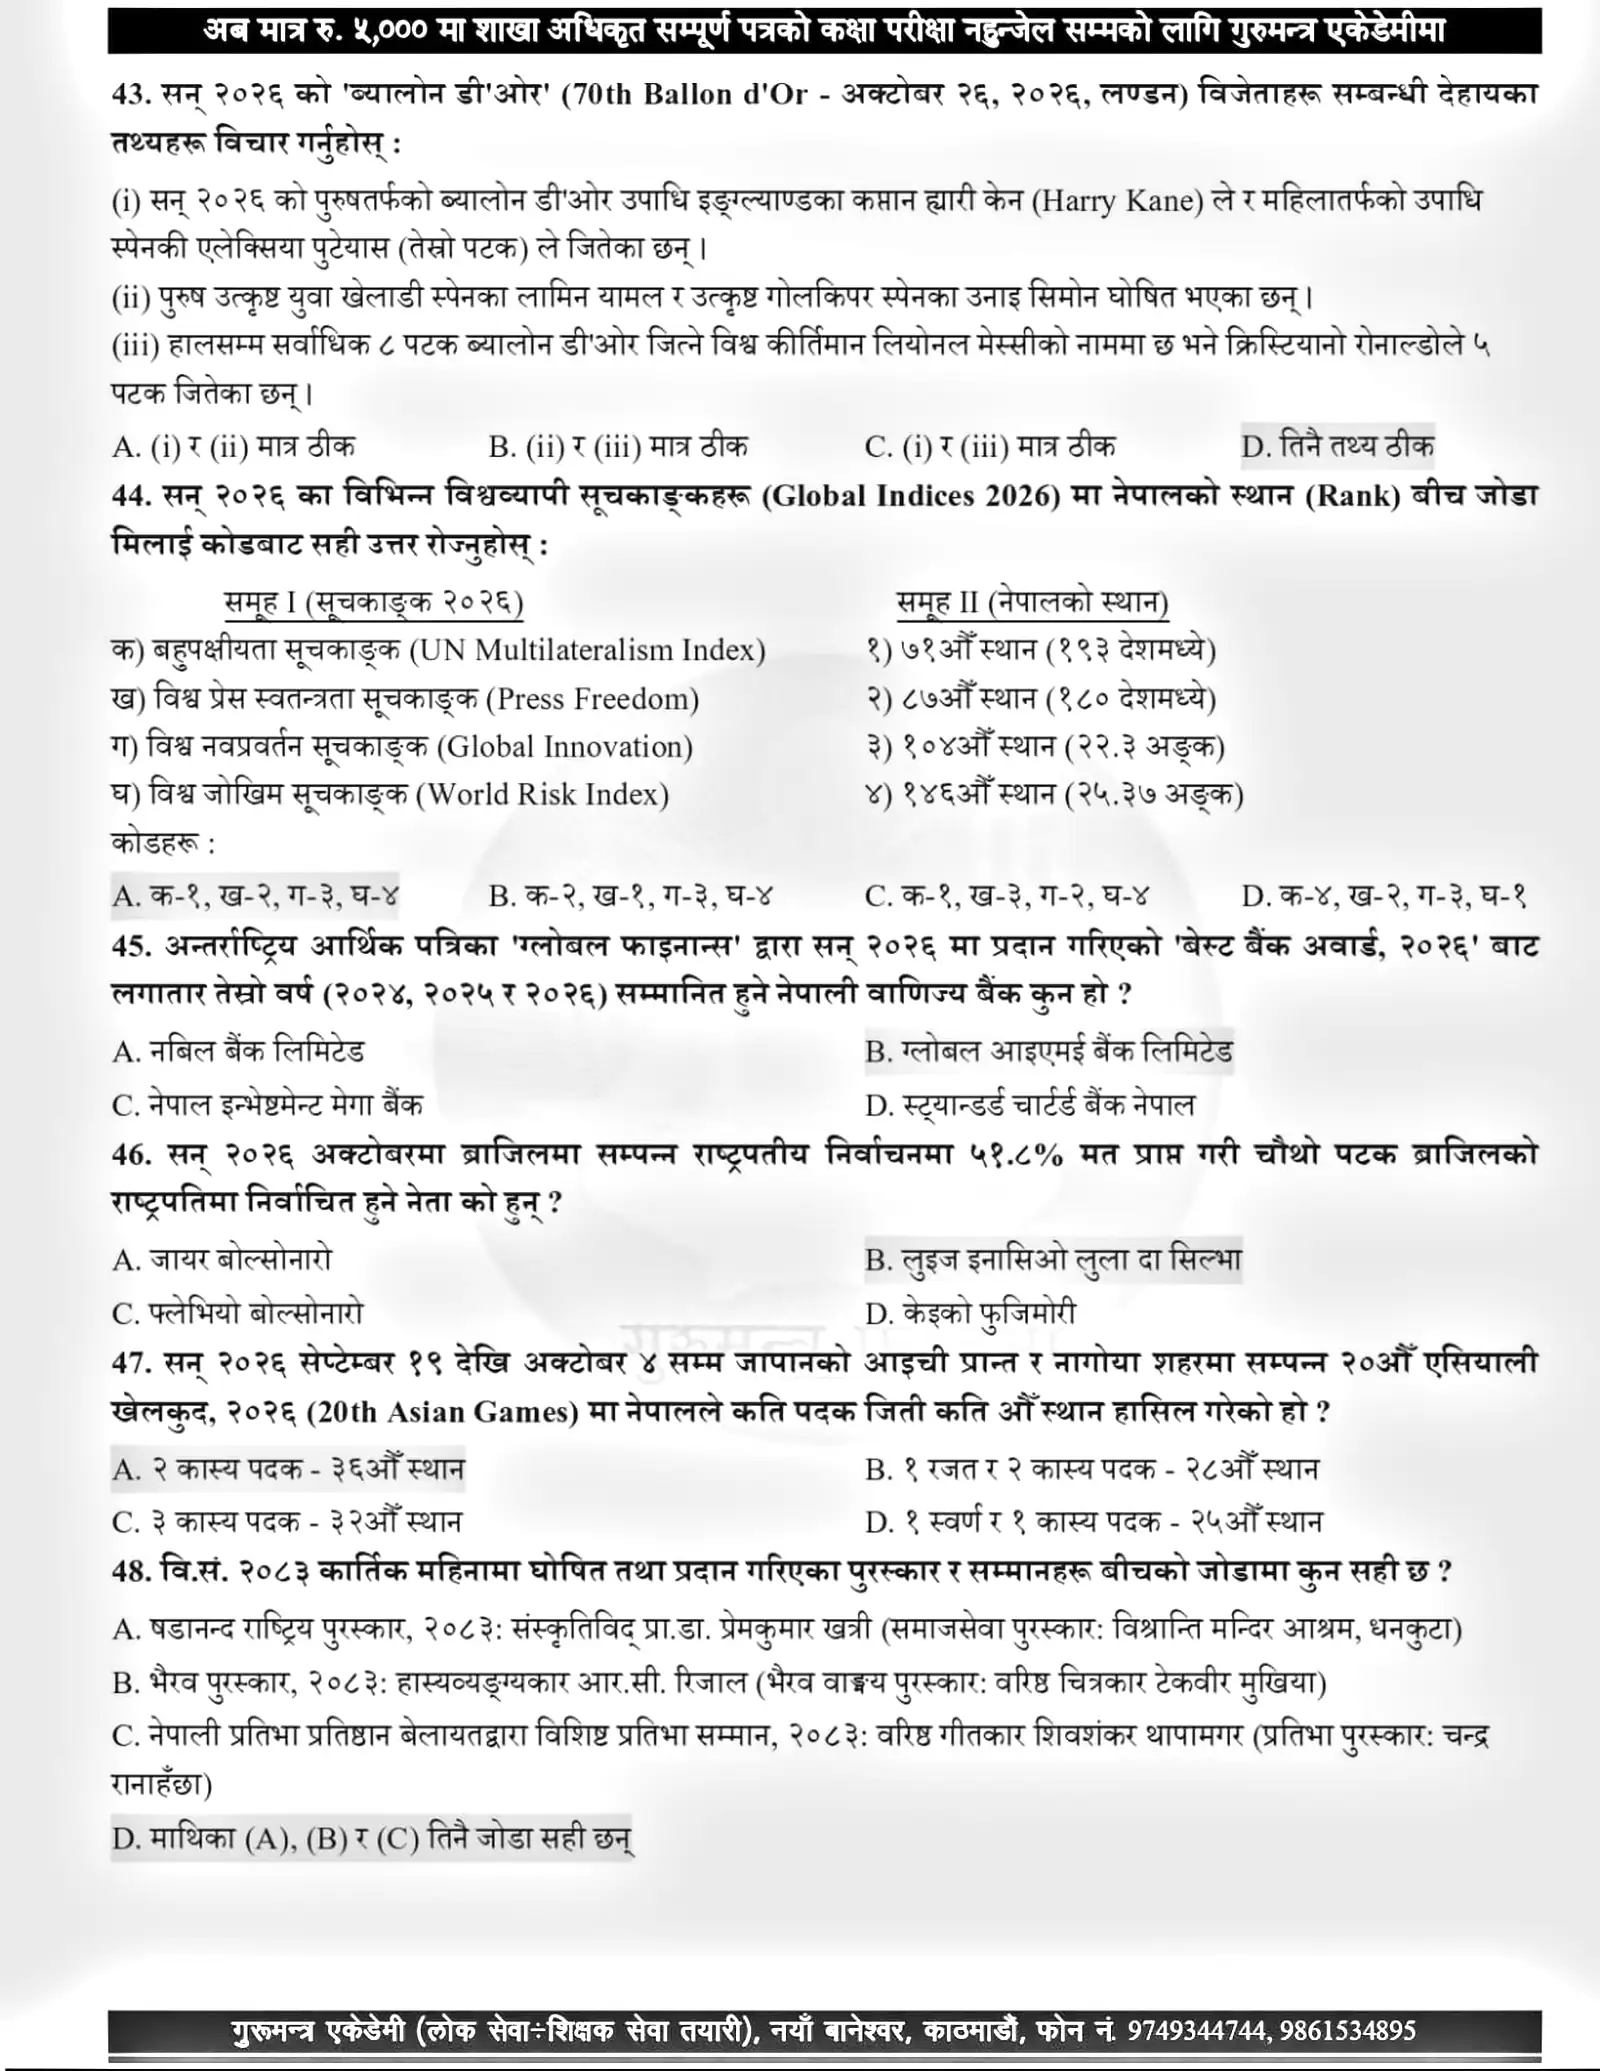 अब मात्र रु. ५,००० मा शाखा अधिकृत सम्पूर्ण पत्रको कक्षा परीक्षा नहुन्जेल सम्मको लागि गुरुमन्त्र एकेडेमीमा
43. सन् २०२६ को 'ब्यालोन डी'ओर' (70th Ballon d'Or - अक्टोबर २६, २०२६, लण्डन) विजेताहरू सम्बन्धी देहायका
तथ्यहरू विचार गर्नुहोस् :
(i) सन् २०२६ को पुरुषतर्फको ब्यालोन डी'ओर उपाधि इङ्ग्ल्याण्डका कप्तान ह्यारी केन (Harry Kane) ले र महिलातर्फको उपाधि
स्पेनकी एलेक्सिया पुटेयास (तेस्रो पटक) ले जितेका छन् ।
(ii) पुरुष उत्कृष्ट युवा खेलाडी स्पेनका लामिन यामल र उत्कृष्ट गोलकिपर स्पेनका उनाइ सिमोन घोषित भएका छन् ।
(iii) हालसम्म सर्वाधिक ८ पटक ब्यालोन डी'ओर जित्ने विश्व कीर्तिमान लियोनल मेस्सीको नाममा छ भने क्रिस्टियानो रोनाल्डोले ५
पटक जितेका छन् ।
A. (i) र (ii) मात्र ठीक B. (ii) र (iii) मात्र ठीक C. (i) र (iii) मात्र ठीक D. तिनै तथ्य ठीक
44. सन् २०२६ का विभिन्न विश्वव्यापी सूचकाङ्कहरू (Global Indices 2026) मा नेपालको स्थान (Rank) बीच जोडा
मिलाई कोडबाट सही उत्तर रोज्नुहोस् :
समूह I (सूचकाङ्क २०२६) समूह II (नेपालको स्थान)
क) बहुपक्षीयता सूचकाङ्क (UN Multilateralism Index) १) ७१औँ स्थान (१९३ देशमध्ये)
ख) विश्व प्रेस स्वतन्त्रता सूचकाङ्क (Press Freedom) २) ८७औँ स्थान (१८० देशमध्ये)
ग) विश्व नवप्रवर्तन सूचकाङ्क (Global Innovation) ३) १०४औँ स्थान (२२.३ अङ्क)
घ) विश्व जोखिम सूचकाङ्क (World Risk Index) ४) १४६औँ स्थान (२५.३७ अङ्क)
कोडहरू :
A. क-१, ख-२, ग-३, घ-४ B. क-२, ख-१, ग-३, घ-४ C. क-१, ख-३, ग-२, घ-४ D. क-४, ख-२, ग-३, घ-१
45. अन्तर्राष्ट्रिय आर्थिक पत्रिका 'ग्लोबल फाइनान्स' द्वारा सन् २०२६ मा प्रदान गरिएको 'बेस्ट बैंक अवार्ड, २०२६' बाट
लगातार तेस्रो वर्ष (२०२४, २०२५ र २०२६) सम्मानित हुने नेपाली वाणिज्य बैंक कुन हो ?
A. नबिल बैंक लिमिटेड B. ग्लोबल आइएमई बैंक लिमिटेड
C. नेपाल इन्भेष्टमेन्ट मेगा बैंक D. स्ट्यान्डर्ड चार्टर्ड बैंक नेपाल
46. सन् २०२६ अक्टोबरमा ब्राजिलमा सम्पन्न राष्ट्रपतीय निर्वाचनमा ५१.८% मत प्राप्त गरी चौथो पटक ब्राजिलको
राष्ट्रपतिमा निर्वाचित हुने नेता को हुन् ?
A. जायर बोल्सोनारो B. लुइज इनासिओ लुला दा सिल्भा
C. फ्लेभियो बोल्सोनारो D. केइको फुजिमोरी
47. सन् २०२६ सेप्टेम्बर १९ देखि अक्टोबर ४ सम्म जापानको आइची प्रान्त र नागोया शहरमा सम्पन्न २०औँ एसियाली
खेलकुद, २०२६ (20th Asian Games) मा नेपालले कति पदक जिती कति औँ स्थान हासिल गरेको हो ?
A. २ कास्य पदक - ३६औँ स्थान B. १ रजत र २ कास्य पदक - २८औँ स्थान
C. ३ कास्य पदक - ३२औँ स्थान D. १ स्वर्ण र १ कास्य पदक - २५औँ स्थान
48. वि.सं. २०८३ कार्तिक महिनामा घोषित तथा प्रदान गरिएका पुरस्कार र सम्मानहरू बीचको जोडामा कुन सही छ ?
A. षडानन्द राष्ट्रिय पुरस्कार, २०८३: संस्कृतिविद् प्रा.डा. प्रेमकुमार खत्री (समाजसेवा पुरस्कार: विश्रान्ति मन्दिर आश्रम, धनकुटा)
B. भैरव पुरस्कार, २०८३: हास्यव्यङ्ग्यकार आर.सी. रिजाल (भैरव वाङ्मय पुरस्कार: वरिष्ठ चित्रकार टेकवीर मुखिया)
C. नेपाली प्रतिभा प्रतिष्ठान बेलायतद्वारा विशिष्ट प्रतिभा सम्मान, २०८३: वरिष्ठ गीतकार शिवशंकर थापामगर (प्रतिभा पुरस्कार: चन्द्र
रानाहँछा)
D. माथिका (A), (B) र (C) तिनै जोडा सही छन्
गुरूमन्त्र एकेडेमी (लोक सेवा÷शिक्षक सेवा तयारी), नयाँ बानेश्वर, काठमाडौं, फोन नं. 9749344744, 9861534895